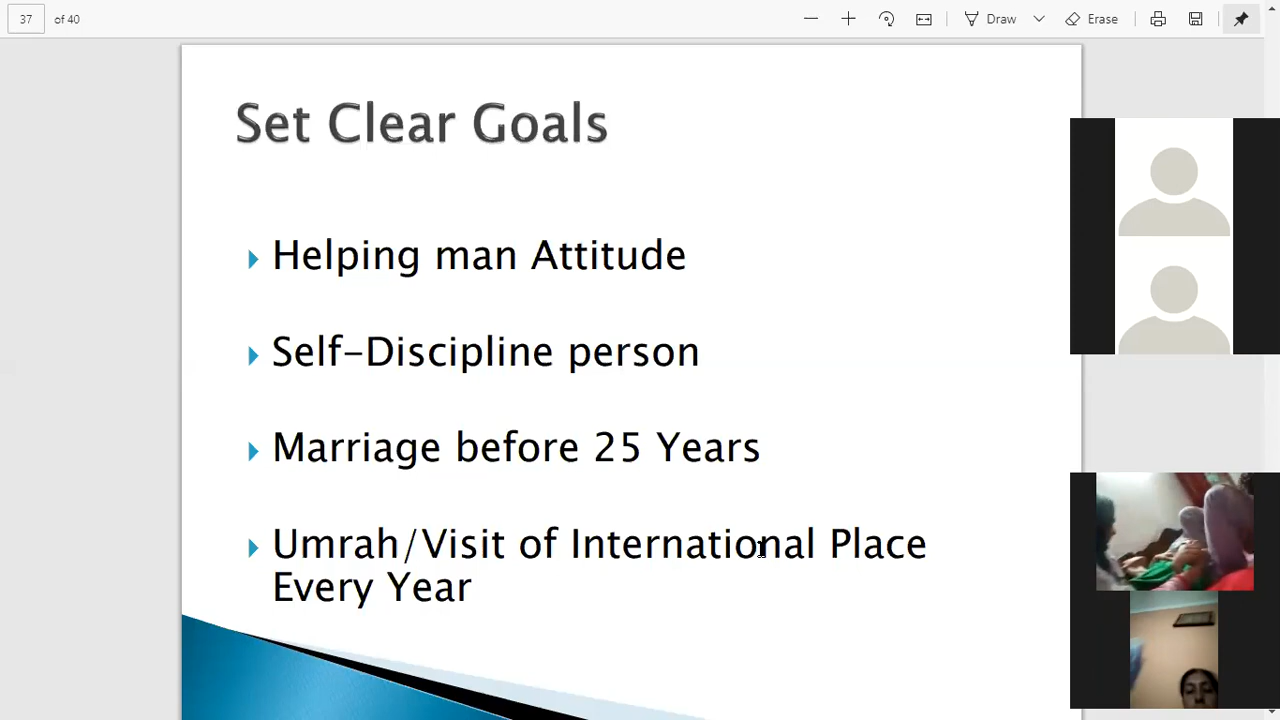 37 of 40 Draw Erase
Set Clear Goals
Helping man Attitude
Self-Discipline person
Marriage before 25 Years
Umrah/Visit of International Place
Every Year